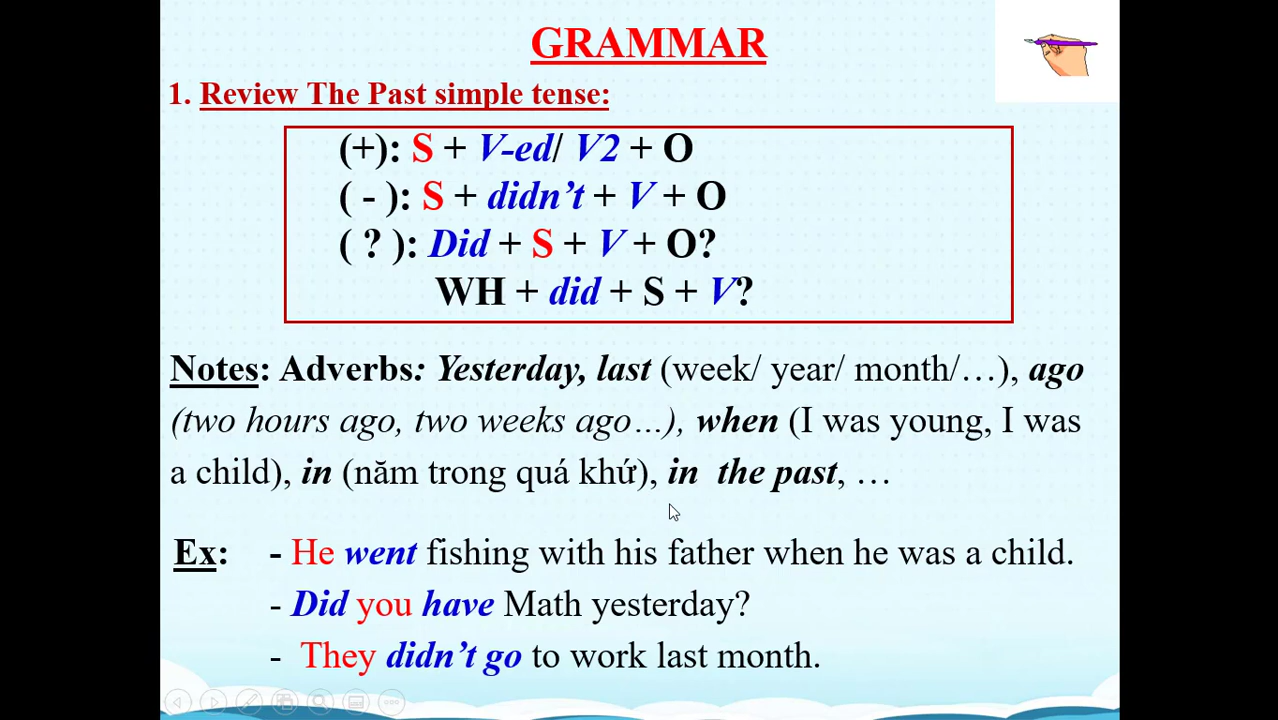 GRAMMAR
1. Review The Past simple tense:
(+): S + V-ed/ V2 + O
( - ): S + didn’t + V + O
( ? ): Did + S + V + O?
WH + did + S + V?
Notes: Adverbs: Yesterday, last (week/ year/ month/…), ago
(two hours ago, two weeks ago…), when (I was young, I was
a child), in (năm trong quá khứ), in the past, …
Ex: - He went fishing with his father when he was a child.
- Did you have Math yesterday?
- They didn’t go to work last month.